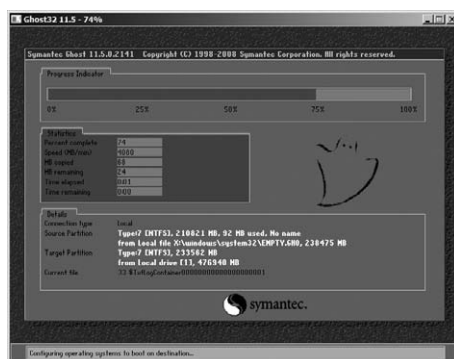 Ghost32 11.5 - 74%
Symantec Ghost 11.5.0.2141 Copyright (C) 1998-2008 Symantec Corporation. All rights reserved.
Progress Indicator
0% 25% 50% 75% 100%
Statistics
Percent complete 74
Speed (MB/min) 4080
MB copied 68
MB remaining 24
Time elapsed 0:01
Time remaining 0:00
Details
Connection type Local
Source Partition Type:7 [NTFS], 210821 MB, 92 MB used, No name
from Local file X:\windows\system32\EMPTY.GHO, 238475 MB
Target Partition Type:7 [NTFS], 233562 MB
from Local drive [1], 476940 MB
Current file
symantec.
Configuring operating systems to boot on destination...